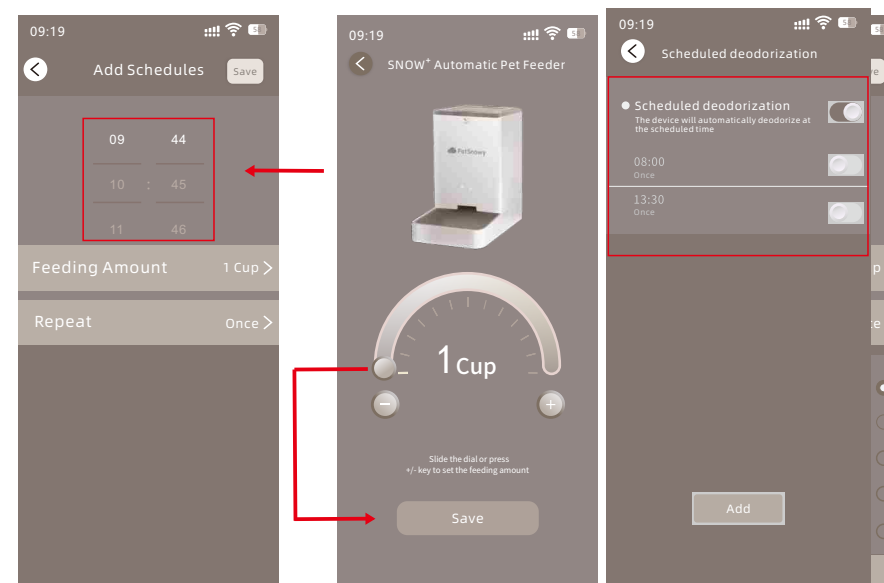 09:19
Add Schedules
Save
09 44
10 : 45
11 46
Feeding Amount 1 Cup
Repeat Once
09:19
SNOW+ Automatic Pet Feeder
PetSnowy
1 Cup
Slide the dial or press
+/- key to set the feeding amount
Save
09:19
Scheduled deodorization
Scheduled deodorization
The device will automatically deodorize at
the scheduled time
08:00
Once
13:30
Once
Add